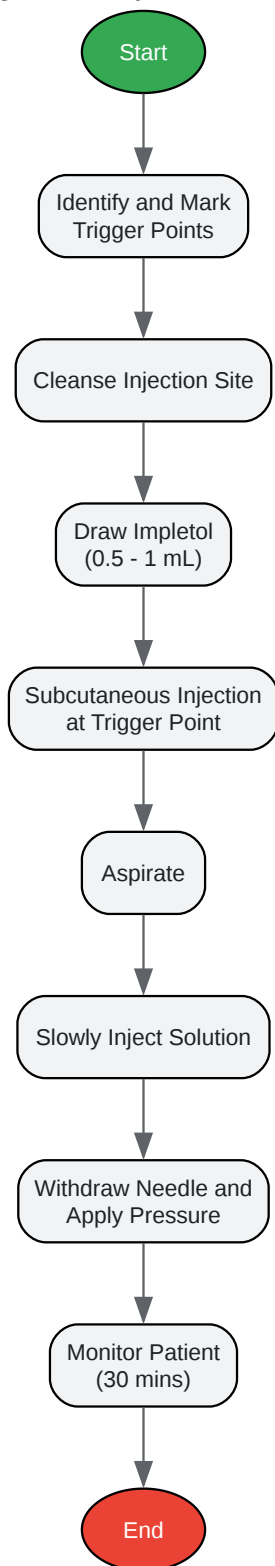 Start
Identify and Mark
Trigger Points
Cleanse Injection Site
Draw Impletol
(0.5 - 1 mL)
Subcutaneous Injection
at Trigger Point
Aspirate
Slowly Inject Solution
Withdraw Needle and
Apply Pressure
Monitor Patient
(30 mins)
End